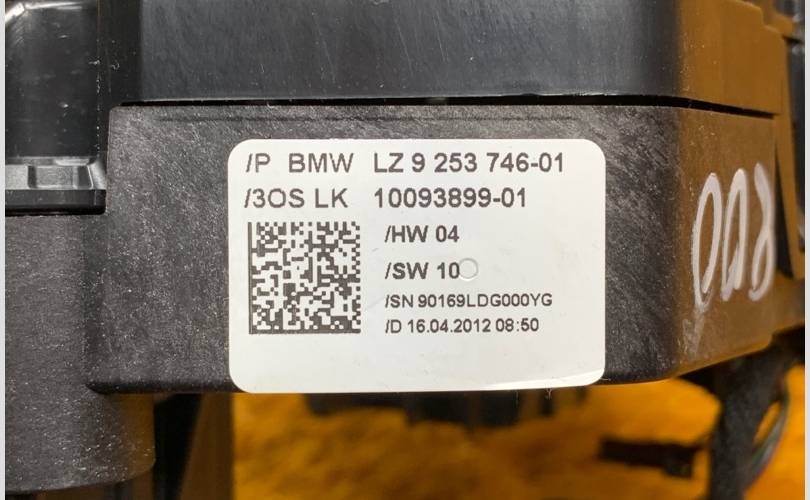 /P BMW LZ 9 253 746-01
/3OS LK 10093899-01
/HW 04
/SW 10
/SN 90169LDG000YG
/D 16.04.2012 08:50
008